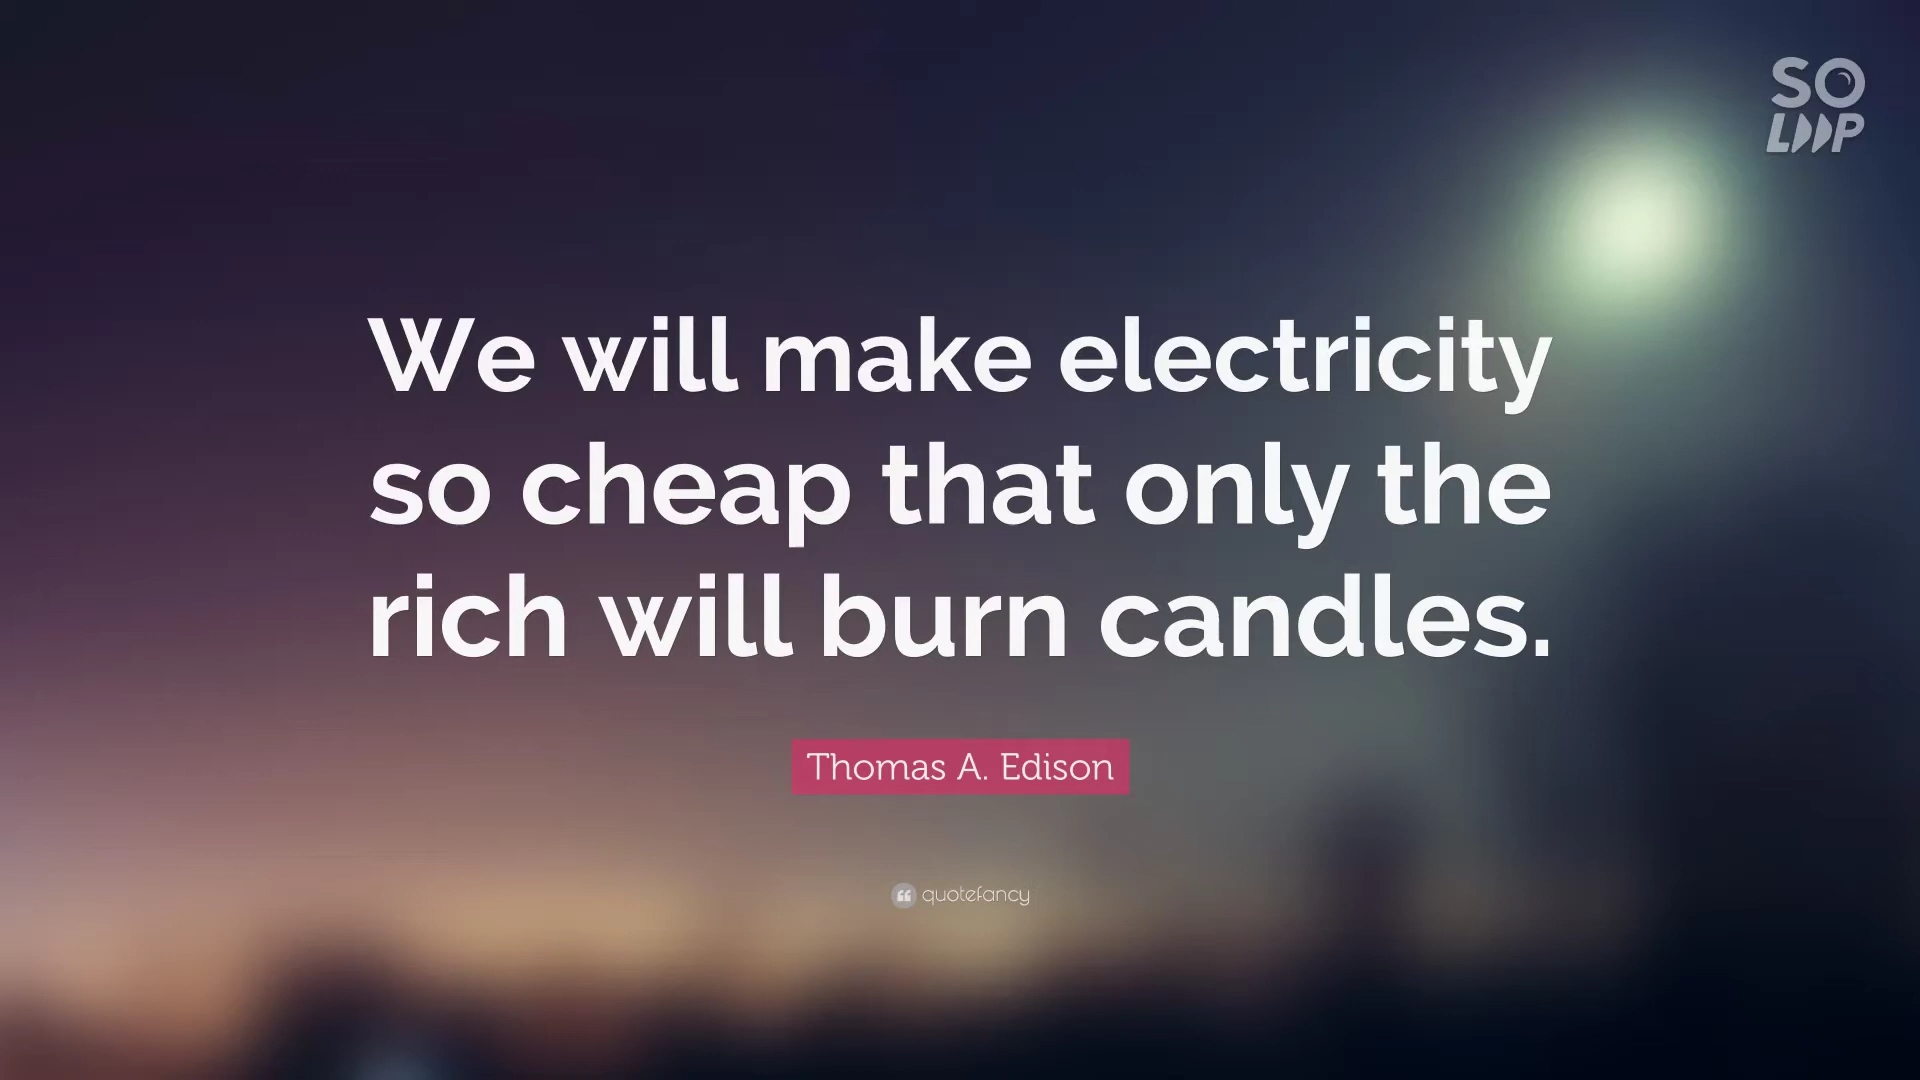 SO
LOOP
We will make electricity
so cheap that only the
rich will burn candles.
Thomas A. Edison
quotefancy